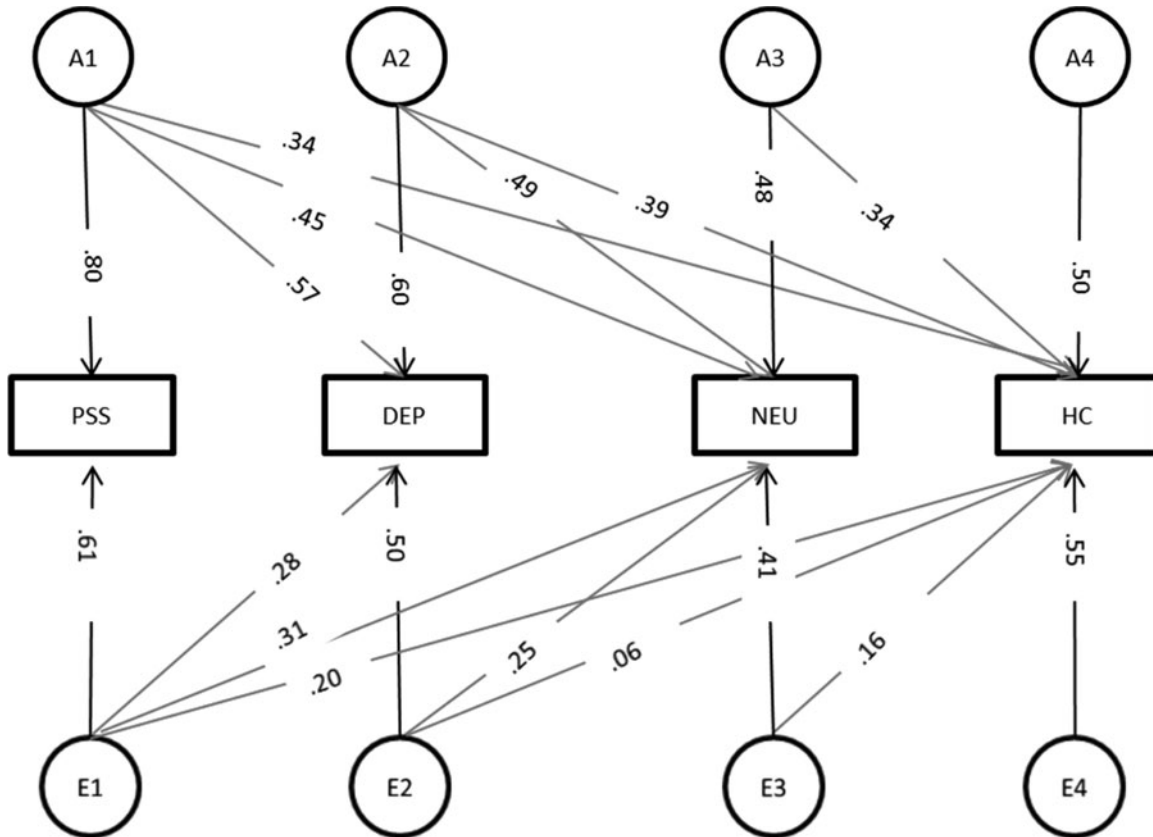 A1
A2
A3
A4
.34
.49
.48
.39
.34
.45
.80
.57
.60
.50
PSS
DEP
NEU
HC
.61
.28
.50
.41
.55
.31
.20
.25
.06
.16
E1
E2
E3
E4